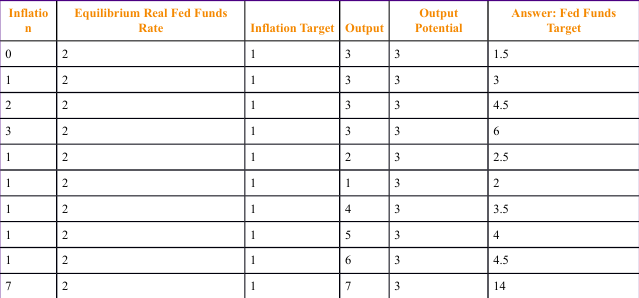 Inflatio
n
Equilibrium Real Fed Funds
Rate
Inflation Target
Output
Output
Potential
Answer: Fed Funds
Target
0 2 1 3 3 1.5
1 2 1 3 3 3
2 2 1 3 3 4.5
3 2 1 3 3 6
1 2 1 2 3 2.5
1 2 1 1 3 2
1 2 1 4 3 3.5
1 2 1 5 3 4
1 2 1 6 3 4.5
7 2 1 7 3 14